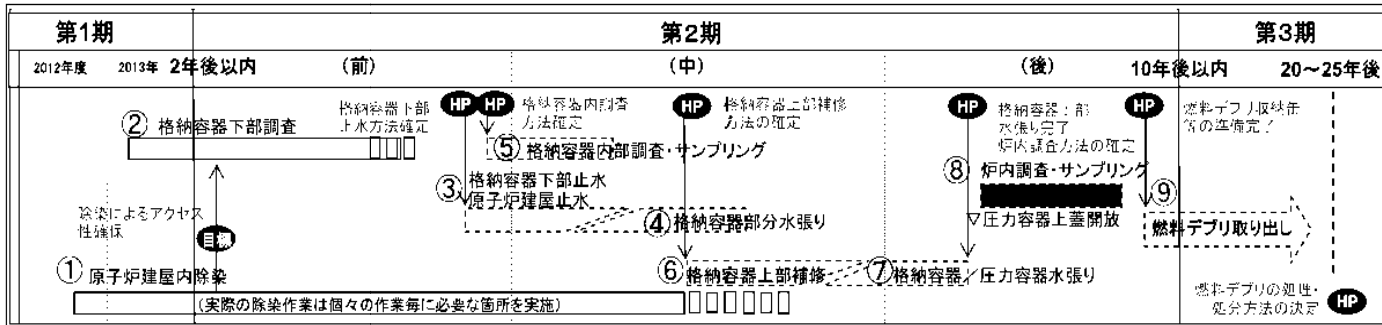 第1期
第2期
第3期
2012年度
2013年
2年後以内
(前)
(中)
(後)
10年後以内
20～25年後
② 格納容器下部調査
格納容器下部
止水方法確定
HP
HP
格納容器内調査
方法確定
⑤ 格納容器内部調査・サンプリング
HP
格納容器上部補修
方法の確定
HP
水張り完了
炉内調査方法の確定
HP
燃料デブリ収納缶
等の準備完了
③ 格納容器下部止水
原子炉建屋止水
④ 格納容器部分水張り
⑧ 炉内調査・サンプリング
▽圧力容器上蓋開放
⑨
燃料デブリ取り出し
除染によるアクセス
性確保
目標
① 原子炉建屋内除染
(実際の除染作業は個々の作業毎に必要な箇所を実施)
⑥ 格納容器上部補修
⑦ 格納容器／圧力容器水張り
燃料デブリの処理・
処分方法の決定
HP